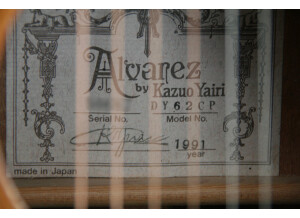 Alvarez
by Kazuo Yairi
DY62CP
Serial No. Model No.
1991
year
made in Japan